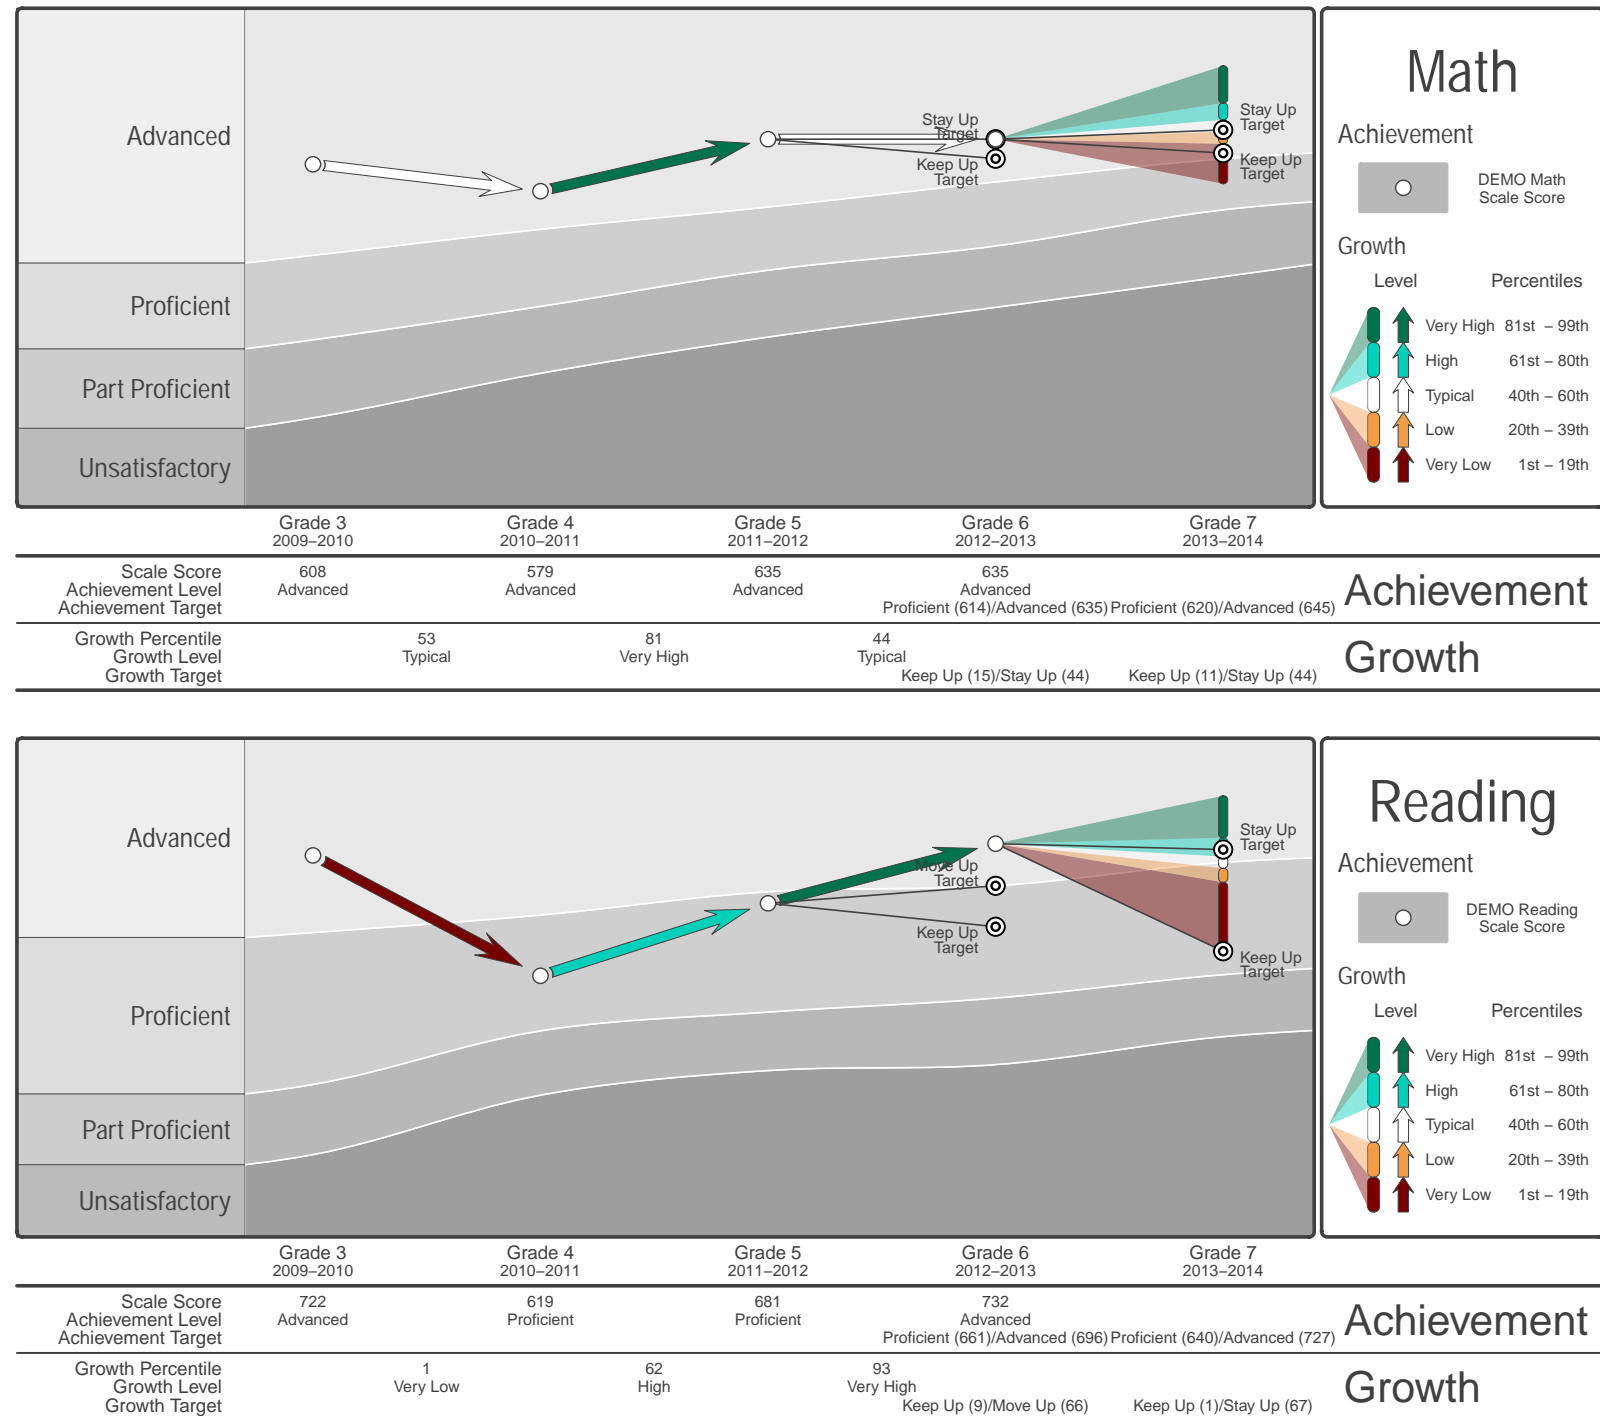 Math
Advanced
Proficient
Part Proficient
Unsatisfactory
Stay Up
Target
Keep Up
Target
Stay Up
Target
Keep Up
Target
Achievement
DEMO Math
Scale Score
Growth
Level Percentiles
Very High 81st – 99th
High 61st – 80th
Typical 40th – 60th
Low 20th – 39th
Very Low 1st – 19th
Grade 3 Grade 4 Grade 5 Grade 6 Grade 7
2009–2010 2010–2011 2011–2012 2012–2013 2013–2014
Scale Score 608 579 635 635
Achievement Level Advanced Advanced Advanced Advanced
Achievement Target Proficient (614)/Advanced (635) Proficient (620)/Advanced (645)
Achievement
Growth Percentile 53 81 44
Growth Level Typical Very High Typical
Growth Target Keep Up (15)/Stay Up (44) Keep Up (11)/Stay Up (44)
Growth
Reading
Advanced
Proficient
Part Proficient
Unsatisfactory
Move Up
Target
Keep Up
Target
Stay Up
Target
Keep Up
Target
Achievement
DEMO Reading
Scale Score
Growth
Level Percentiles
Very High 81st – 99th
High 61st – 80th
Typical 40th – 60th
Low 20th – 39th
Very Low 1st – 19th
Grade 3 Grade 4 Grade 5 Grade 6 Grade 7
2009–2010 2010–2011 2011–2012 2012–2013 2013–2014
Scale Score 722 619 681 732
Achievement Level Advanced Proficient Proficient Advanced
Achievement Target Proficient (661)/Advanced (696) Proficient (640)/Advanced (727)
Achievement
Growth Percentile 1 62 93
Growth Level Very Low High Very High
Growth Target Keep Up (9)/Move Up (66) Keep Up (1)/Stay Up (67)
Growth